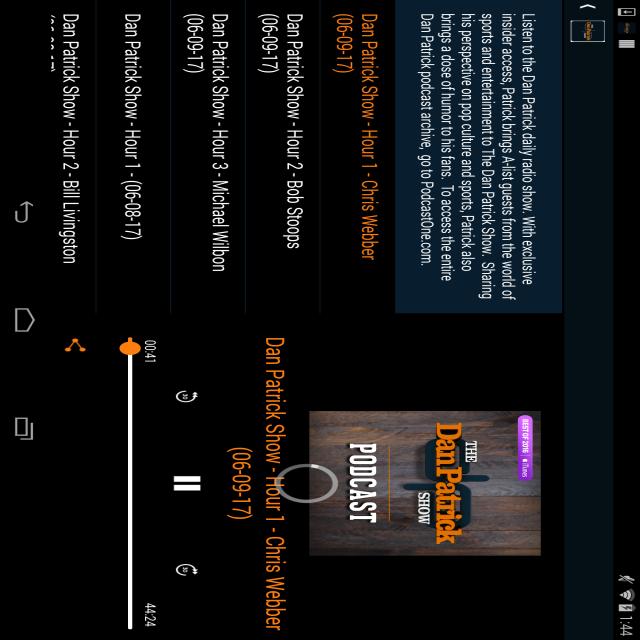 1:44
Listen to the Dan Patrick daily radio show. With exclusive
insider access, Patrick brings A-list guests from the world of
sports and entertainment to The Dan Patrick Show. Sharing
his perspective on pop culture and sports, Patrick also
brings a dose of humor to his fans. To access the entire
Dan Patrick podcast archive, go to PodcastOne.com.
Dan Patrick Show - Hour 1 - Chris Webber
(06-09-17)
Dan Patrick Show - Hour 2 - Bob Stoops
(06-09-17)
Dan Patrick Show - Hour 3 - Michael Wilbon
(06-09-17)
Dan Patrick Show - Hour 1 - (06-08-17)
Dan Patrick Show - Hour 2 - Bill Livingston
BEST OF 2016 iTunes
THE
Dan Patrick
SHOW
PODCAST
Dan Patrick Show - Hour 1 - Chris Webber
(06-09-17)
30
30
00:41
44:24